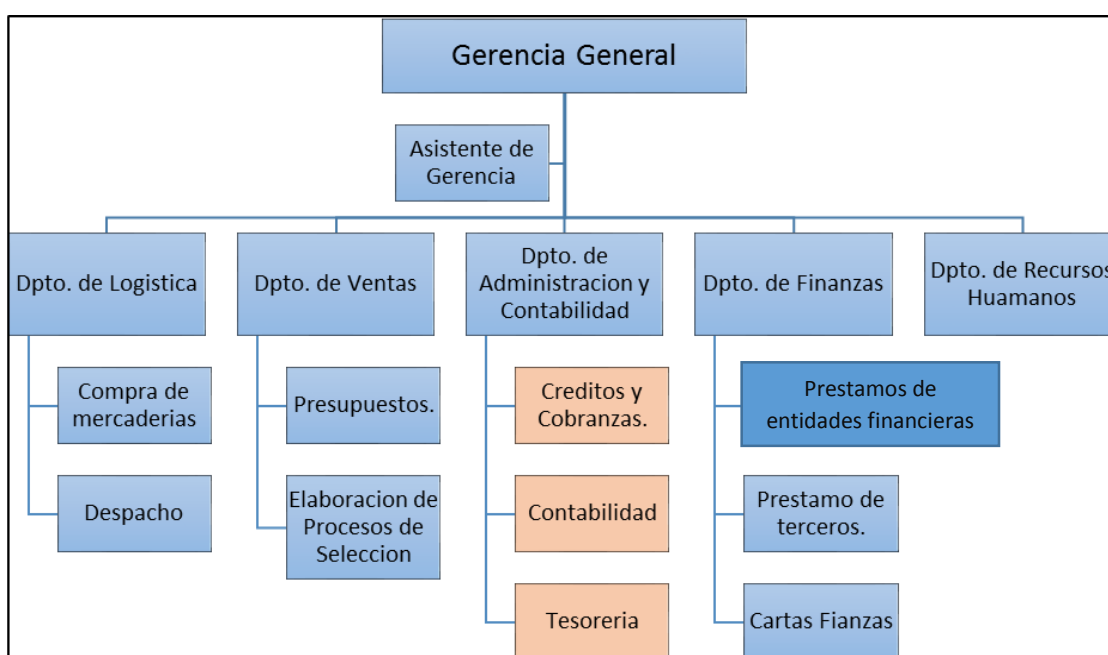 Gerencia General
Asistente de
Gerencia
Dpto. de Logistica
Dpto. de Ventas
Dpto. de
Administracion y
Contabilidad
Dpto. de Finanzas
Dpto. de Recursos
Huamanos
Compra de
mercaderias
Presupuestos.
Creditos y
Cobranzas.
Prestamos de
entidades financieras
Despacho
Elaboracion de
Procesos de
Seleccion
Contabilidad
Prestamo de
terceros.
Tesoreria
Cartas Fianzas